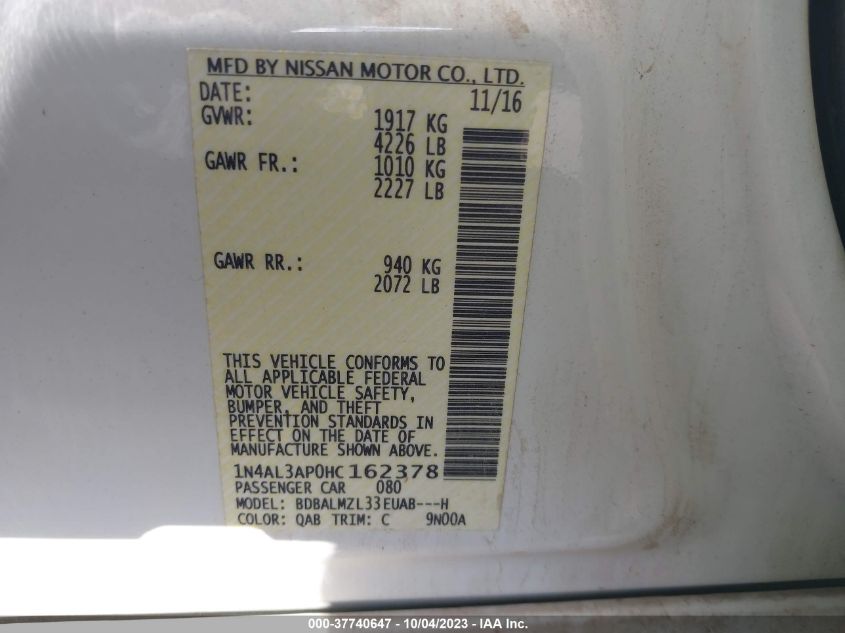 MFD BY NISSAN MOTOR CO., LTD.
DATE: 11/16
GVWR: 1917 KG
4226 LB
GAWR FR.: 1010 KG
2227 LB
GAWR RR.: 940 KG
2072 LB
THIS VEHICLE CONFORMS TO
ALL APPLICABLE FEDERAL
MOTOR VEHICLE SAFETY,
BUMPER, AND THEFT
PREVENTION STANDARDS IN
EFFECT ON THE DATE OF
MANUFACTURE SHOWN ABOVE.
1N4AL3AP0HC162378
PASSENGER CAR 080
MODEL: BDBALMZL33EUAB---H
COLOR: QAB TRIM: C 9N00A
000-37740647 - 10/04/2023 - © IAA Inc.